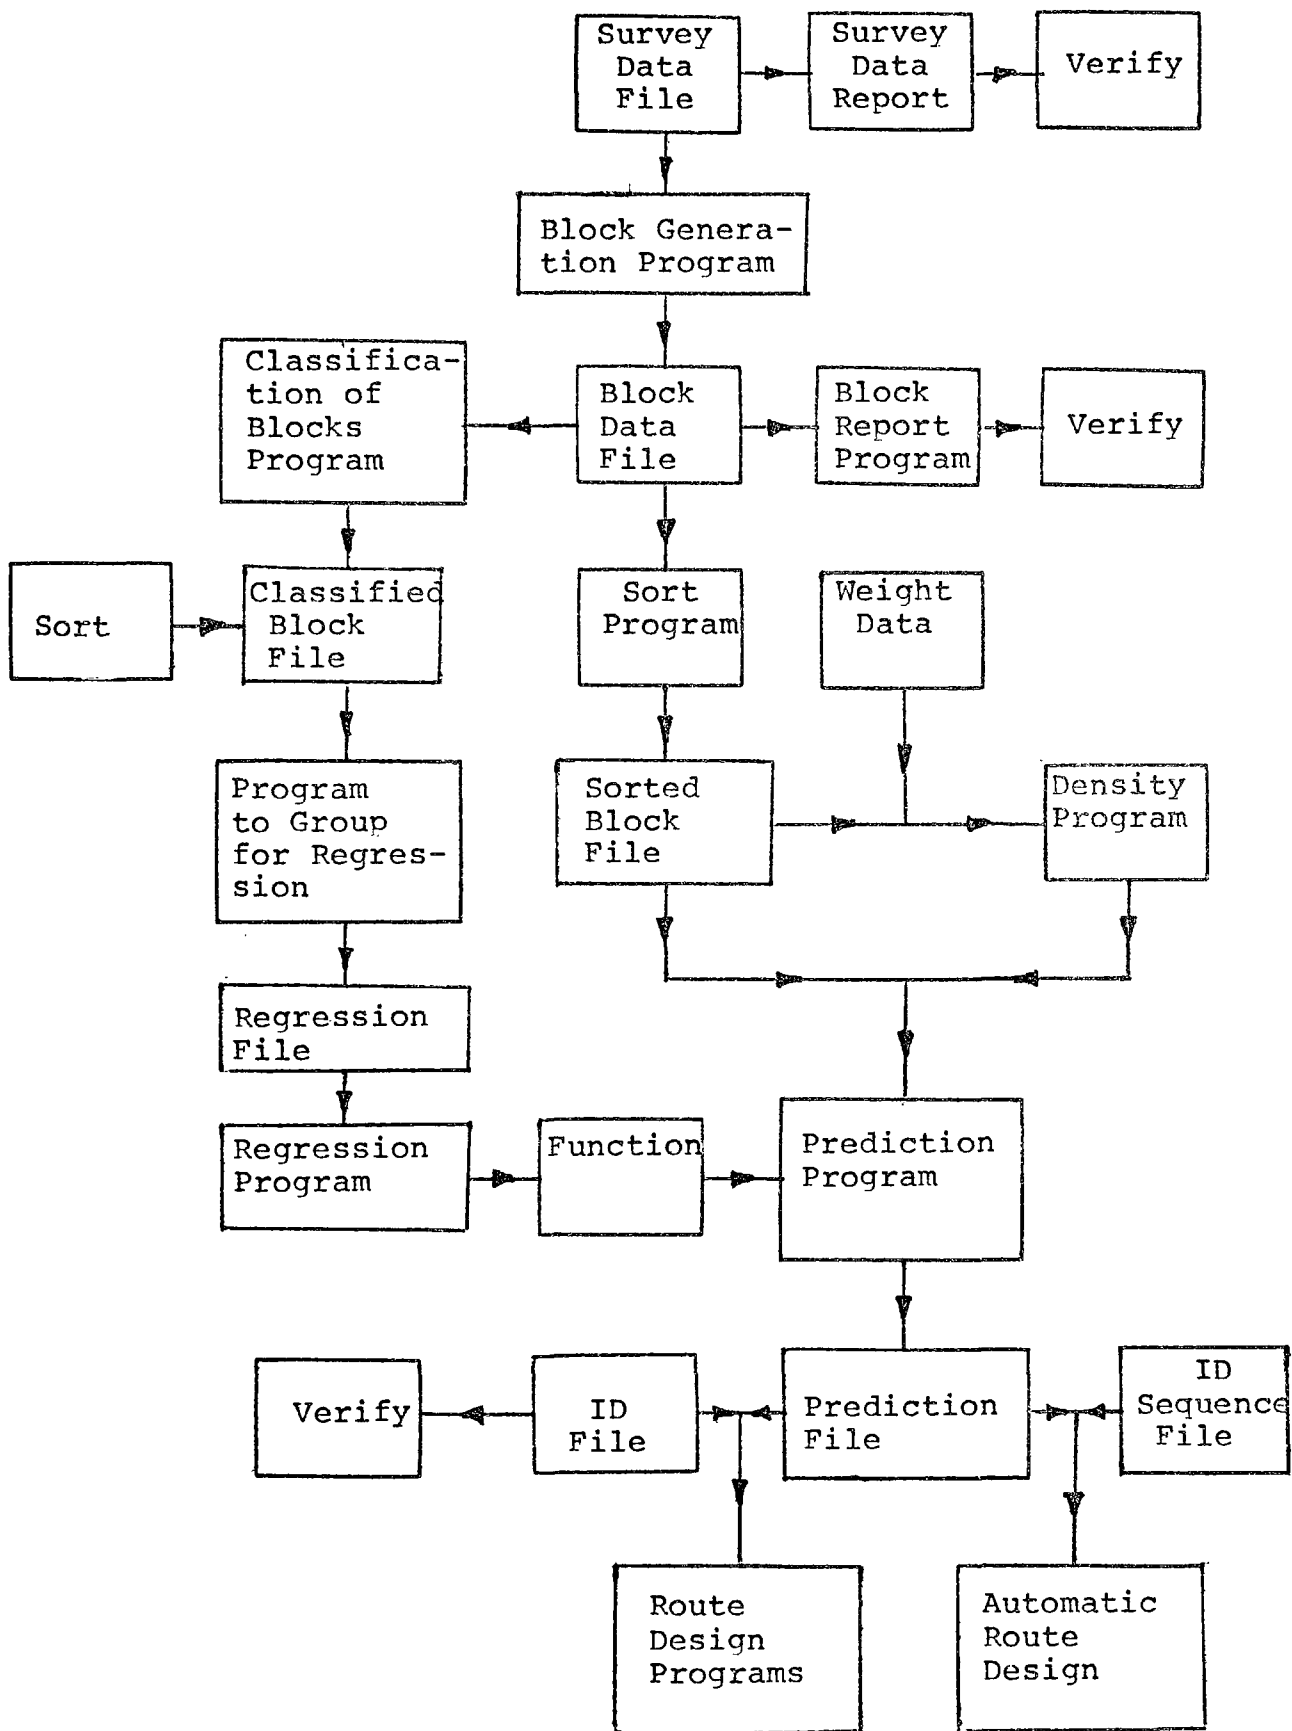 Survey
Data
File
Survey
Data
Report
Verify
Block Genera-
tion Program
Classifica-
tion of
Blocks
Program
Block
Data
File
Block
Report
Program
Verify
Sort
Classified
Block
File
Sort
Program
Weight
Data
Program
to Group
for Regres-
sion
Sorted
Block
File
Density
Program
Regression
File
Regression
Program
Function
Prediction
Program
Verify
ID
File
Prediction
File
ID
Sequence
File
Route
Design
Programs
Automatic
Route
Design